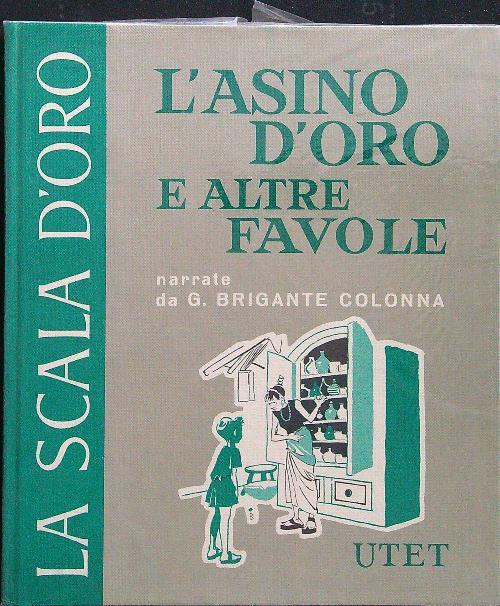 LA SCALA D'ORO
L'ASINO
D'ORO
E ALTRE
FAVOLE
narrate
da G. BRIGANTE COLONNA
UTET